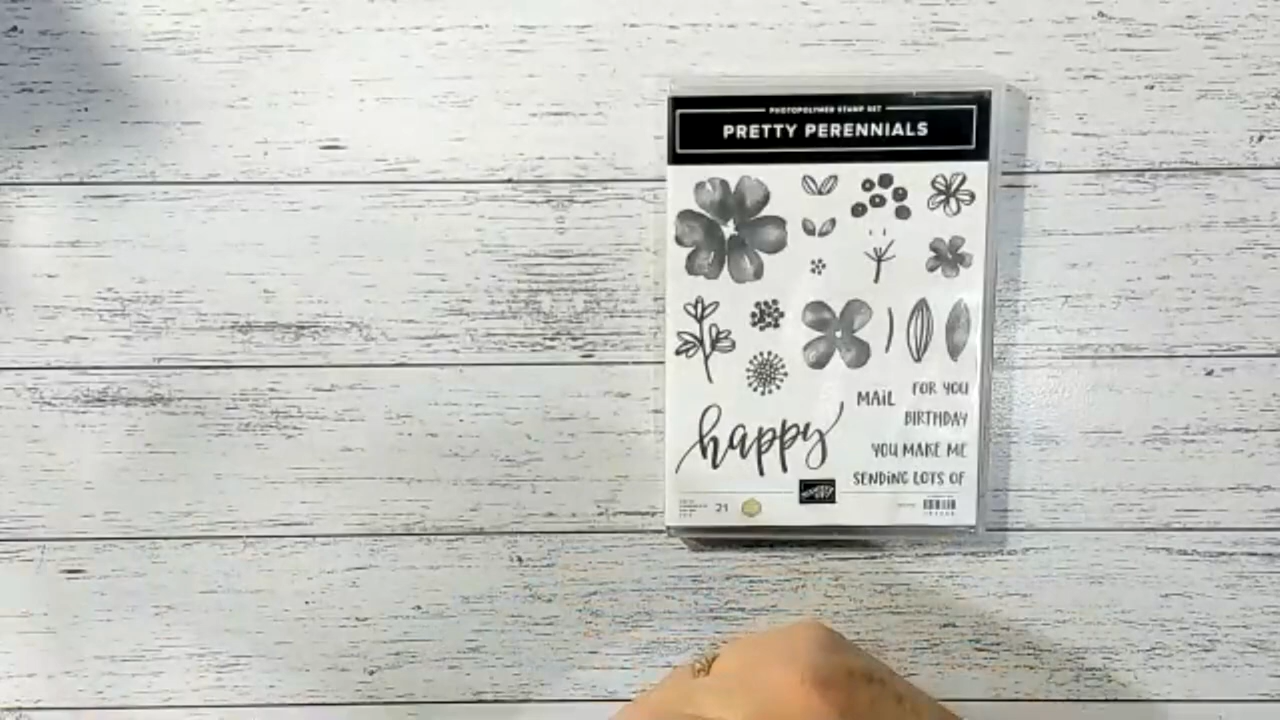 PHOTOPOLYMER STAMP SET
PRETTY PERENNIALS
MAiL
FOR YOU
BIRTHDAY
happy
YOU MAKE ME
SENDiNG LOTS OF
21